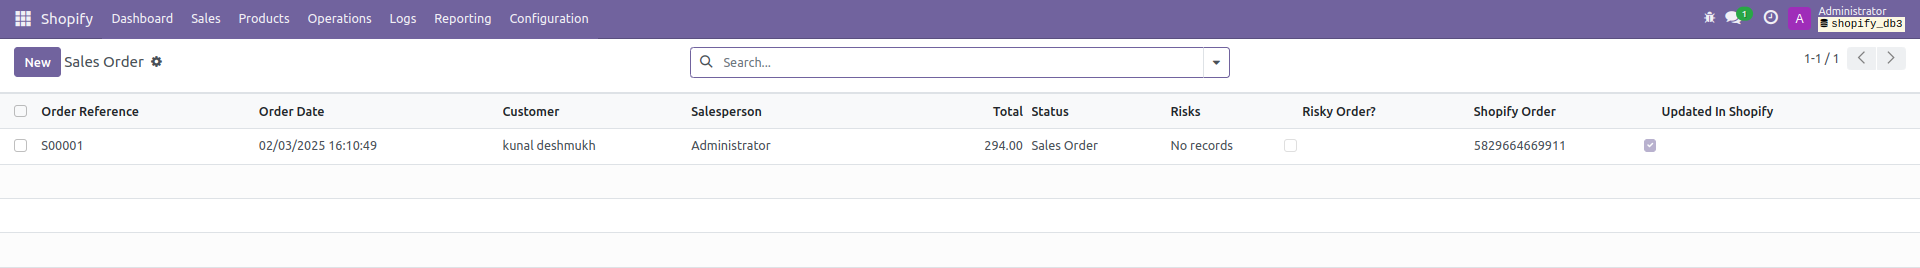 Shopify Dashboard Sales Products Operations Logs Reporting Configuration 1 A Administrator
shopify_db3
New Sales Order Search... 1-1 / 1
Order Reference Order Date Customer Salesperson Total Status Risks Risky Order? Shopify Order Updated In Shopify
S00001 02/03/2025 16:10:49 kunal deshmukh Administrator 294.00 Sales Order No records 5829664669911